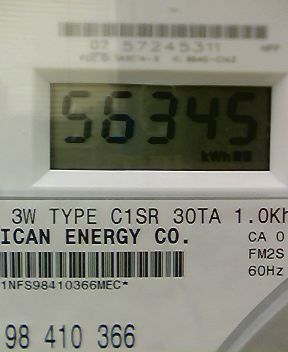 07 57245311
56345
kWh
3W TYPE C1SR 30TA 1.0Kh
ICAN ENERGY CO.
CA 0
FM2S
1NFS98410366MEC*
60Hz
98 410 366